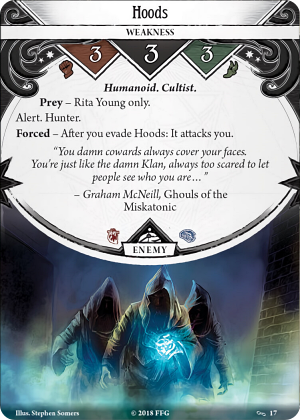 Hoods
WEAKNESS
3 3 3
Humanoid. Cultist.
Prey – Rita Young only.
Alert. Hunter.
Forced – After you evade Hoods: It attacks you.
“You damn cowards always cover your faces.
You’re just like the damn Klan, always too scared to let
people see who you are…”
– Graham McNeill, Ghouls of the
Miskatonic
ENEMY
Illus. Stephen Somers © 2018 FFG 17